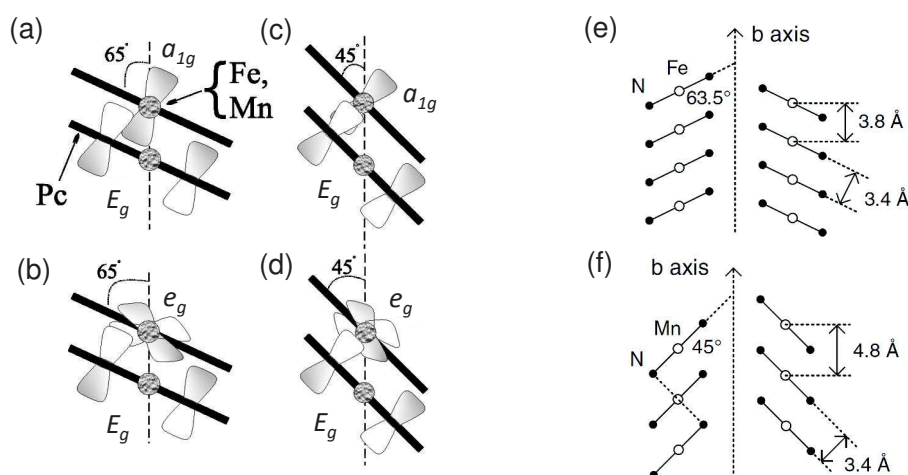 (a)
65°
a1g
Fe,
Mn
Pc
Eg
(b)
65°
eg
Eg
(c)
45°
a1g
Eg
(d)
45°
eg
Eg
(e)
b axis
Fe
N
63.5°
3.8 Å
3.4 Å
(f)
b axis
Mn
45°
N
4.8 Å
3.4 Å